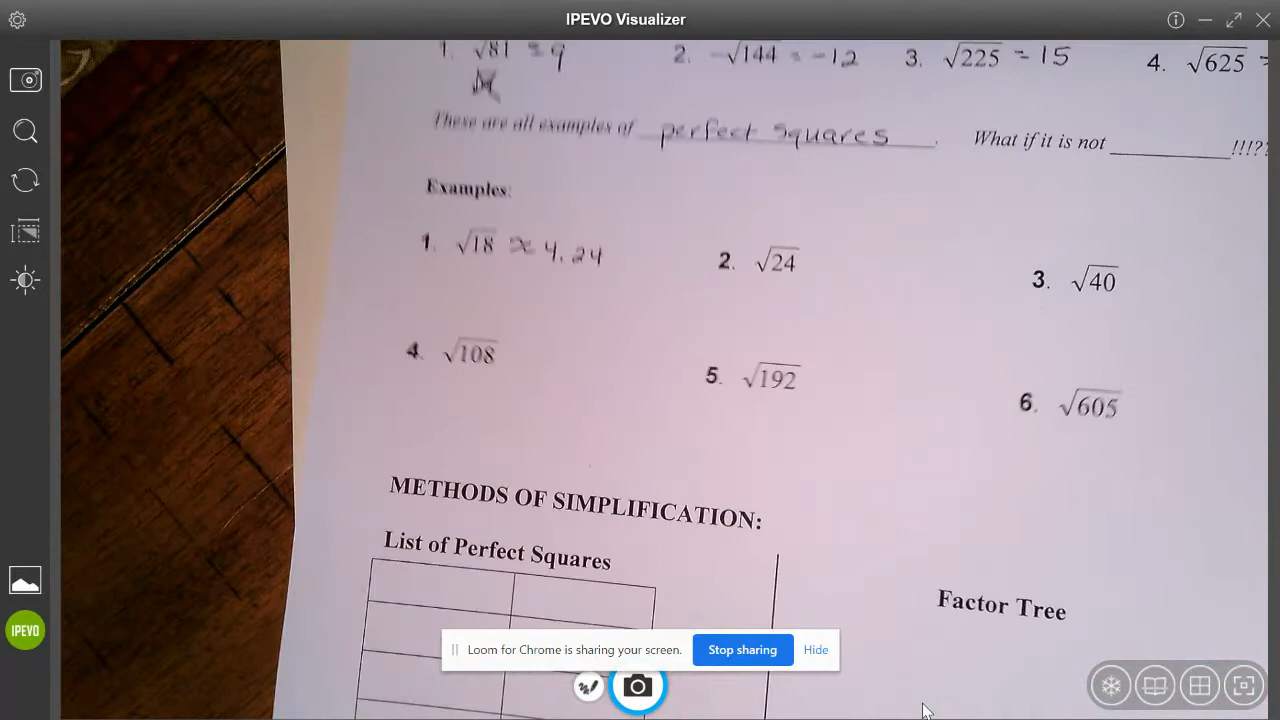 IPEVO Visualizer
1. √81 = 9 2. -√144 = -12 3. √225 = 15 4. √625 =
These are all examples of perfect squares. What if it is not __________!!!?
Examples:
1. √18 ≈ 4.24 2. √24 3. √40
4. √108 5. √192 6. √605
METHODS OF SIMPLIFICATION:
List of Perfect Squares
Factor Tree
Loom for Chrome is sharing your screen. Stop sharing Hide
IPEVO